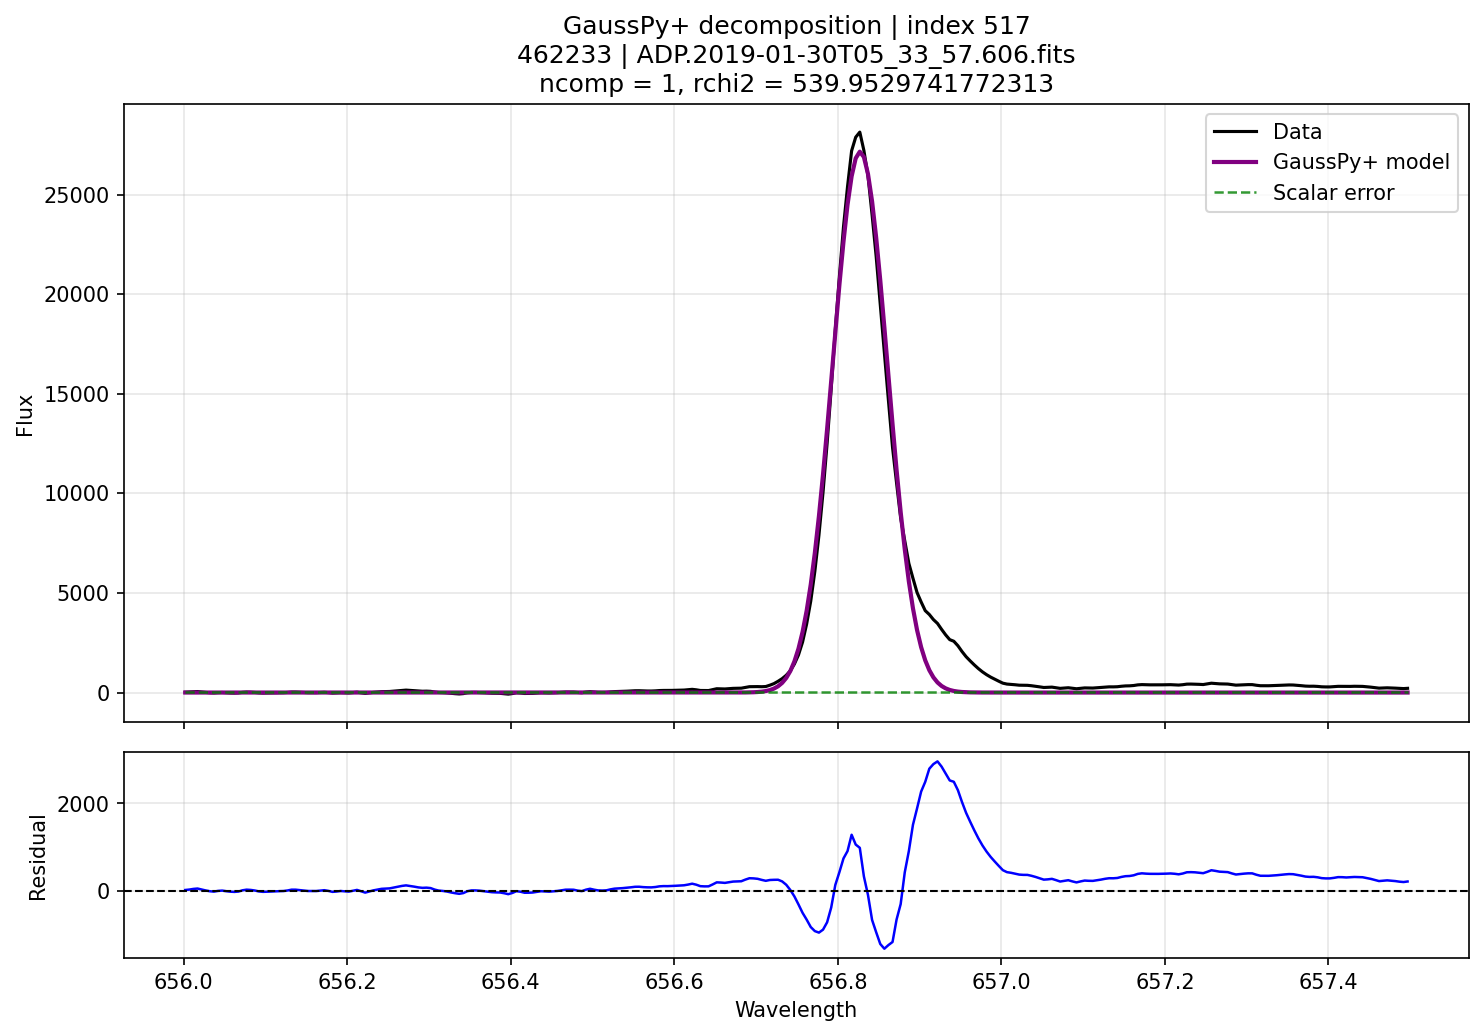 GaussPy+ decomposition | index 517
462233 | ADP.2019-01-30T05_33_57.606.fits
ncomp = 1, rchi2 = 539.9529741772313
Data
GaussPy+ model
Scalar error
Flux
25000
20000
15000
10000
5000
0
Residual
2000
0
656.0 656.2 656.4 656.6 656.8 657.0 657.2 657.4
Wavelength